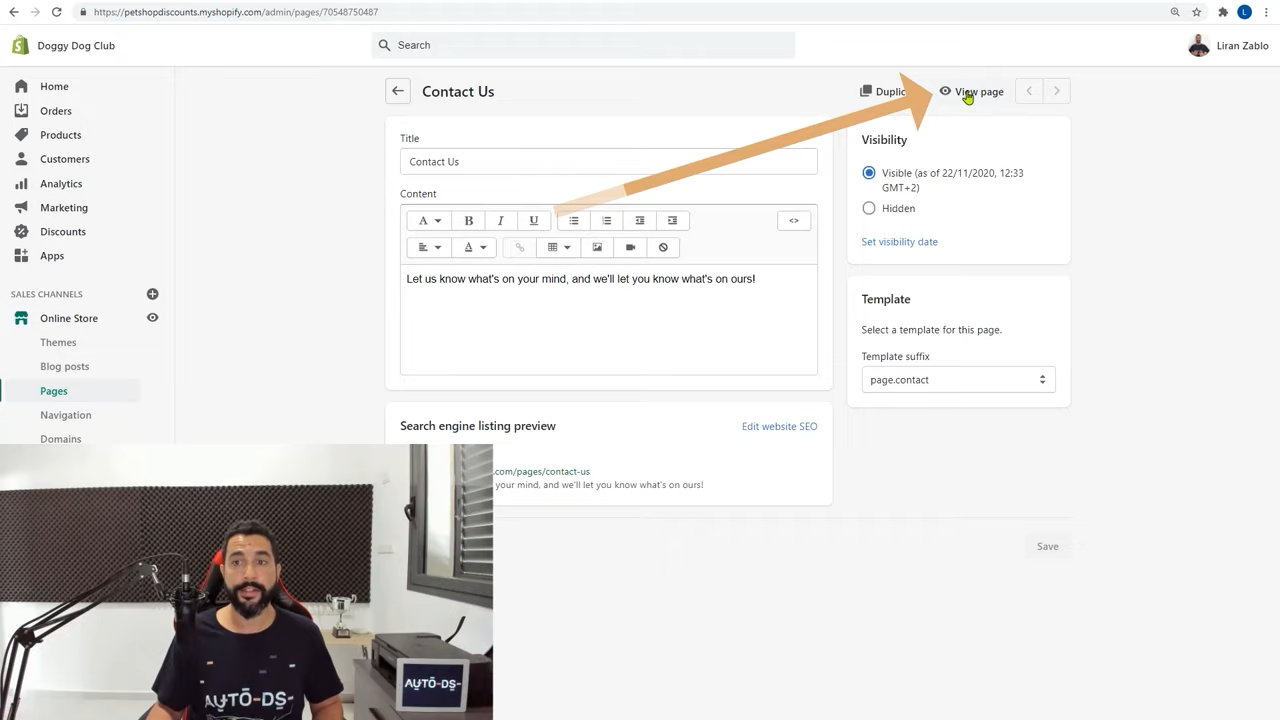 https://petshopdiscounts.myshopify.com/admin/pages/70548750487
L
Doggy Dog Club
Search
Liran Zablo
Home
Orders
Products
Customers
Analytics
Marketing
Discounts
Apps
SALES CHANNELS
Online Store
Themes
Blog posts
Pages
Navigation
Domains
Contact Us
View page
Title
Contact Us
Content
A
B
I
U
<>
A
Let us know what's on your mind, and we'll let you know what's on ours!
Search engine listing preview
Edit website SEO
.com/pages/contact-us
your mind, and we'll let you know what's on ours!
Visibility
Visible (as of 22/11/2020, 12:33
GMT+2)
Hidden
Set visibility date
Template
Select a template for this page.
Template suffix
page.contact
Save
AUTO-DS-
AUTO-DS-